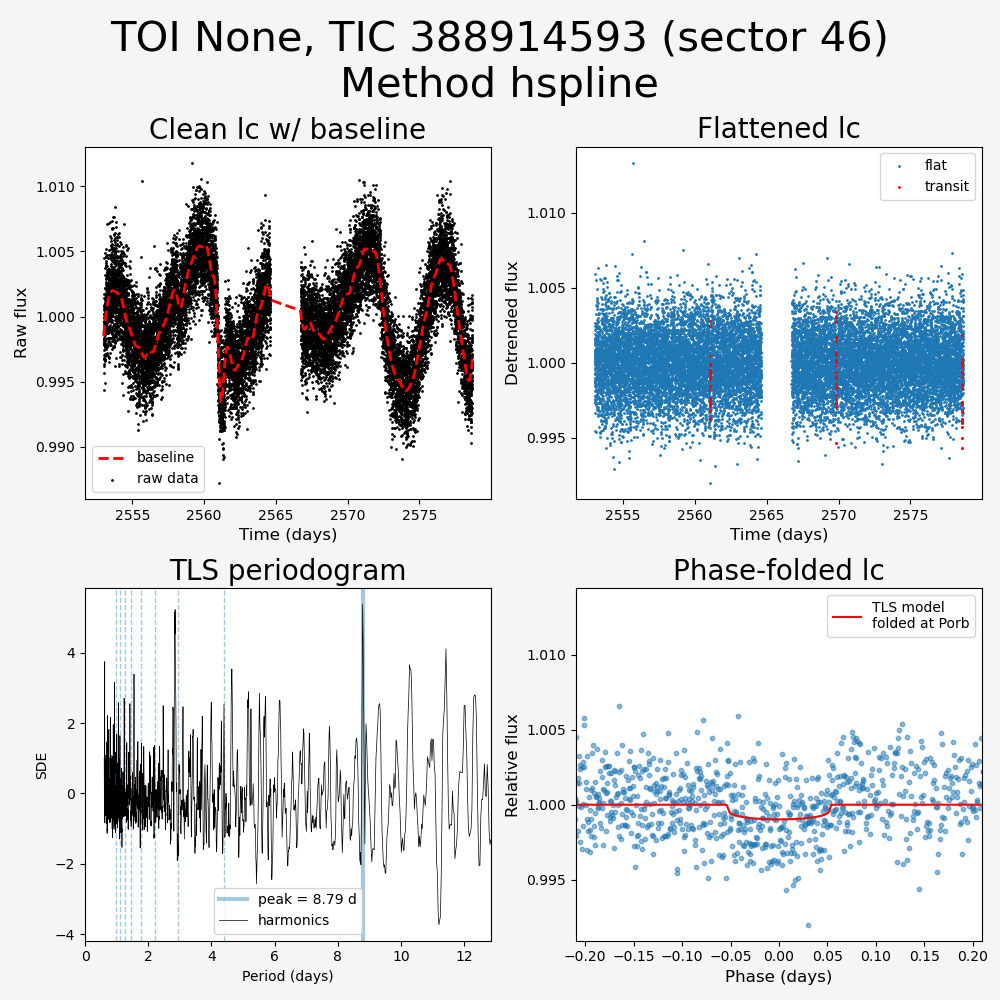 TOI None, TIC 388914593 (sector 46)
Method hspline
Clean lc w/ baseline
Raw flux
1.010
1.005
1.000
0.995
0.990
baseline
raw data
2555
2560
2565
2570
2575
Time (days)
Flattened lc
Detrended flux
1.010
1.005
1.000
0.995
flat
transit
2555
2560
2565
2570
2575
Time (days)
TLS periodogram
SDE
4
2
0
−2
−4
peak = 8.79 d
harmonics
0
2
4
6
8
10
12
Period (days)
Phase-folded lc
Relative flux
1.010
1.005
1.000
0.995
TLS model
folded at Porb
−0.20
−0.15
−0.10
−0.05
0.00
0.05
0.10
0.15
0.20
Phase (days)